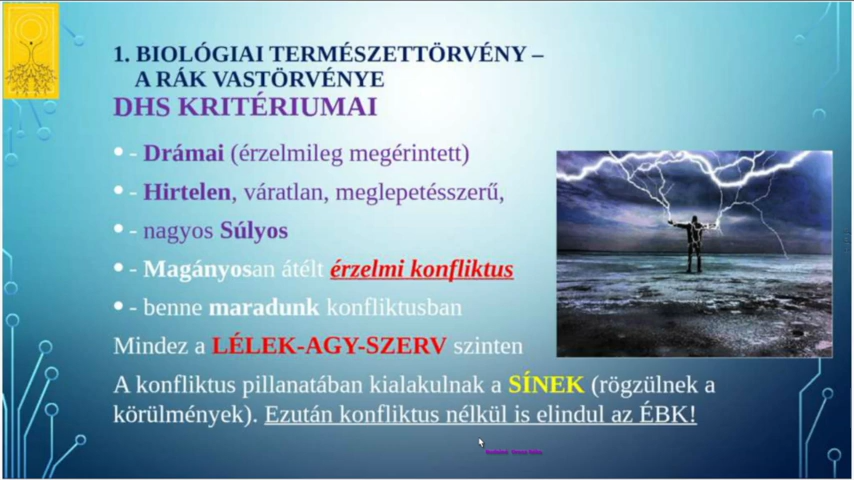 1. BIOLÓGIAI TERMÉSZETTÖRVÉNY –
A RÁK VASTÖRVÉNYE
DHS KRITÉRIUMAI
- Drámai (érzelmileg megérintett)
- Hirtelen, váratlan, meglepetésszerű,
- nagyos Súlyos
- Magányosan átélt érzelmi konfliktus
- benne maradunk konfliktusban
Mindez a LÉLEK-AGY-SZERV szinten
A konfliktus pillanatában kialakulnak a SÍNEK (rögzülnek a
körülmények). Ezután konfliktus nélkül is elindul az ÉBK!